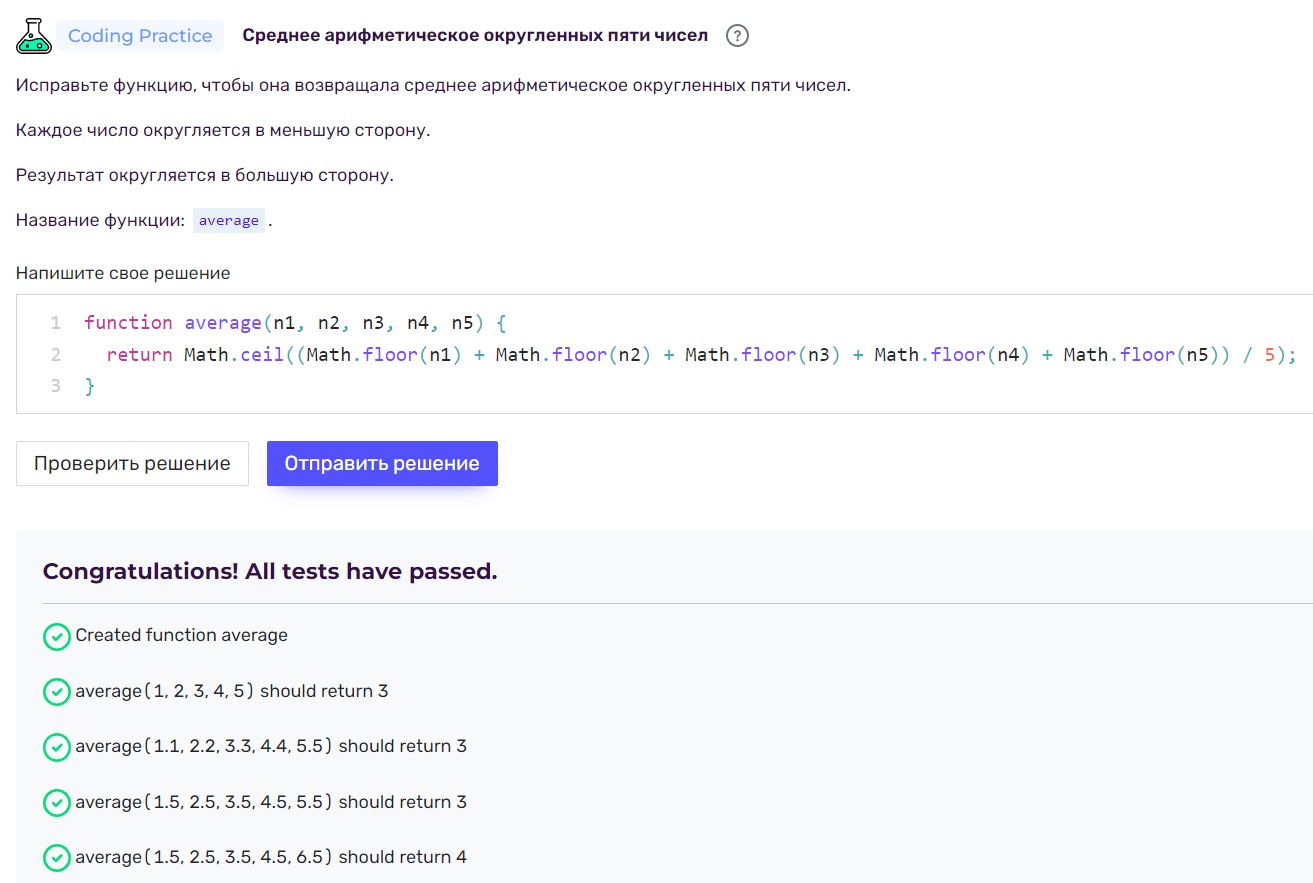 Coding Practice Среднее арифметическое округленных пяти чисел ?
Исправьте функцию, чтобы она возвращала среднее арифметическое округленных пяти чисел.
Каждое число округляется в меньшую сторону.
Результат округляется в большую сторону.
Название функции: average .
Напишите свое решение
1 function average(n1, n2, n3, n4, n5) {
2 return Math.ceil((Math.floor(n1) + Math.floor(n2) + Math.floor(n3) + Math.floor(n4) + Math.floor(n5)) / 5);
3 }
Проверить решение Отправить решение
Congratulations! All tests have passed.
Created function average
average(1, 2, 3, 4, 5) should return 3
average(1.1, 2.2, 3.3, 4.4, 5.5) should return 3
average(1.5, 2.5, 3.5, 4.5, 5.5) should return 3
average(1.5, 2.5, 3.5, 4.5, 6.5) should return 4